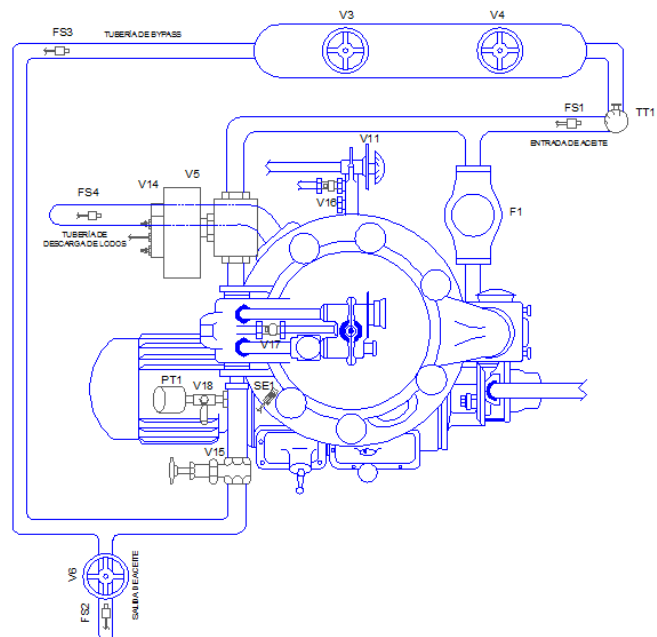 V3
V4
FS3
TUBERÍA DE BYPASS
FS1
TT1
ENTRADA DE ACEITE
V11
V5
V14
FS4
V16
F1
TUBERÍA DE
DESCARGA DE LODOS
V17
PT1
V18
SE1
V15
V6
SALIDA DE ACEITE
FS2